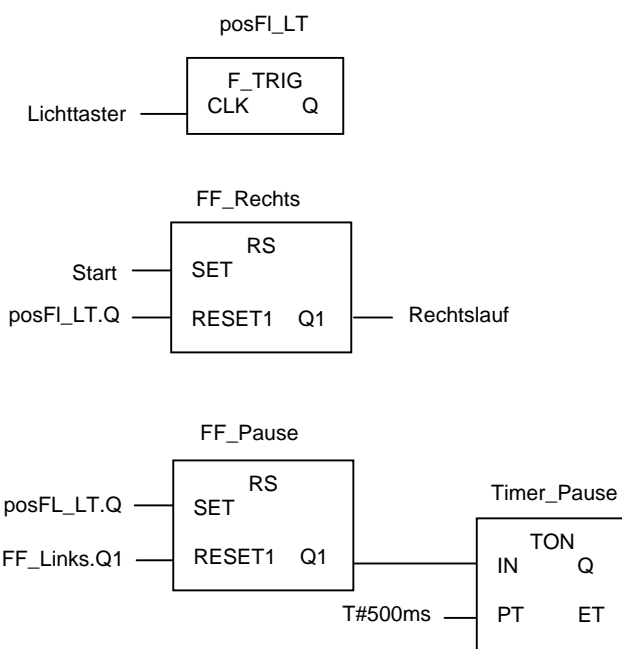 posFl_LT
F_TRIG
Lichttaster CLK Q
FF_Rechts
RS
Start SET
posFl_LT.Q RESET1 Q1 Rechtslauf
FF_Pause
RS
posFL_LT.Q SET
Timer_Pause
TON
FF_Links.Q1 RESET1 Q1 IN Q
T#500ms PT ET